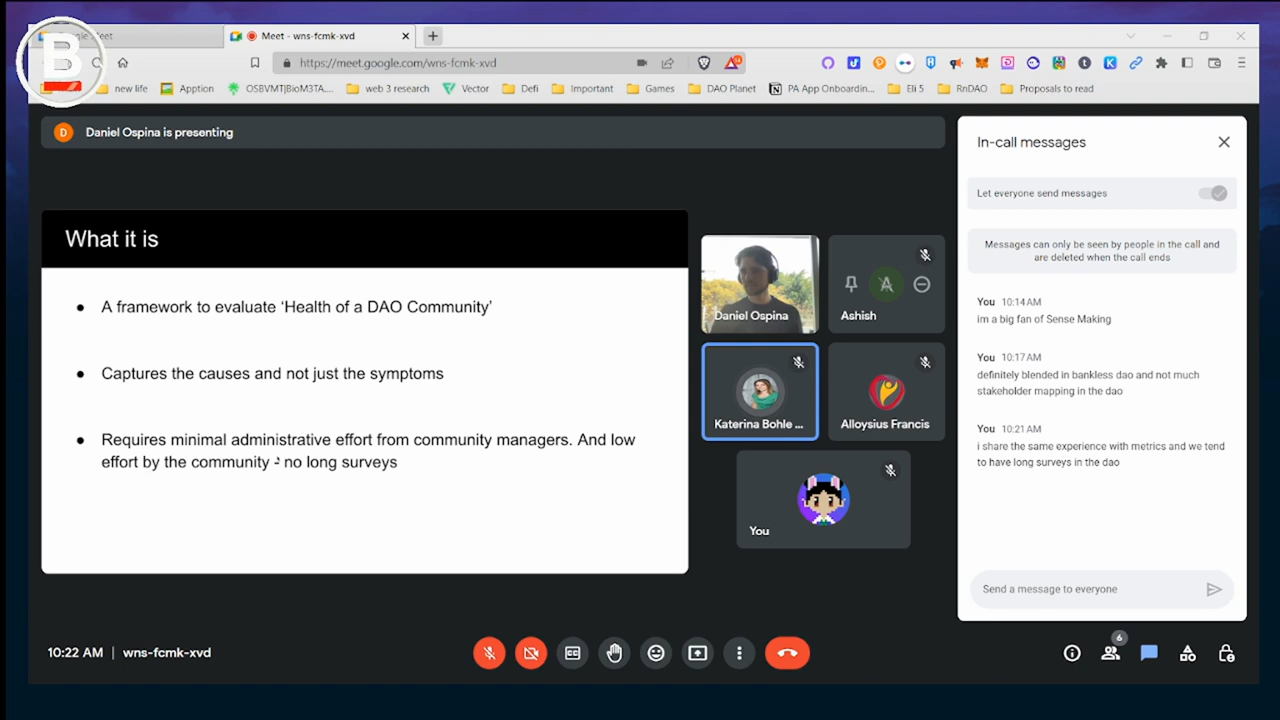 B
Meet
Meet - wns-fcmk-xvd
https://meet.google.com/wns-fcmk-xvd
new life
Apption
OSBVMT|BioM3TA...
web 3 research
Vector
Defi
Important
Games
DAO Planet
PA App Onboardin...
Eli 5
RnDAO
Proposals to read
D
Daniel Ospina is presenting
What it is
• A framework to evaluate ‘Health of a DAO Community’
• Captures the causes and not just the symptoms
• Requires minimal administrative effort from community managers. And low
effort by the community - no long surveys
Daniel Ospina
Ashish
Katerina Bohle ...
Alloysius Francis
You
In-call messages
Let everyone send messages
Messages can only be seen by people in the call and
are deleted when the call ends
You 10:14 AM
im a big fan of Sense Making
You 10:17 AM
definitely blended in bankless dao and not much
stakeholder mapping in the dao
You 10:21 AM
i share the same experience with metrics and we tend
to have long surveys in the dao
Send a message to everyone
10:22 AM | wns-fcmk-xvd
6